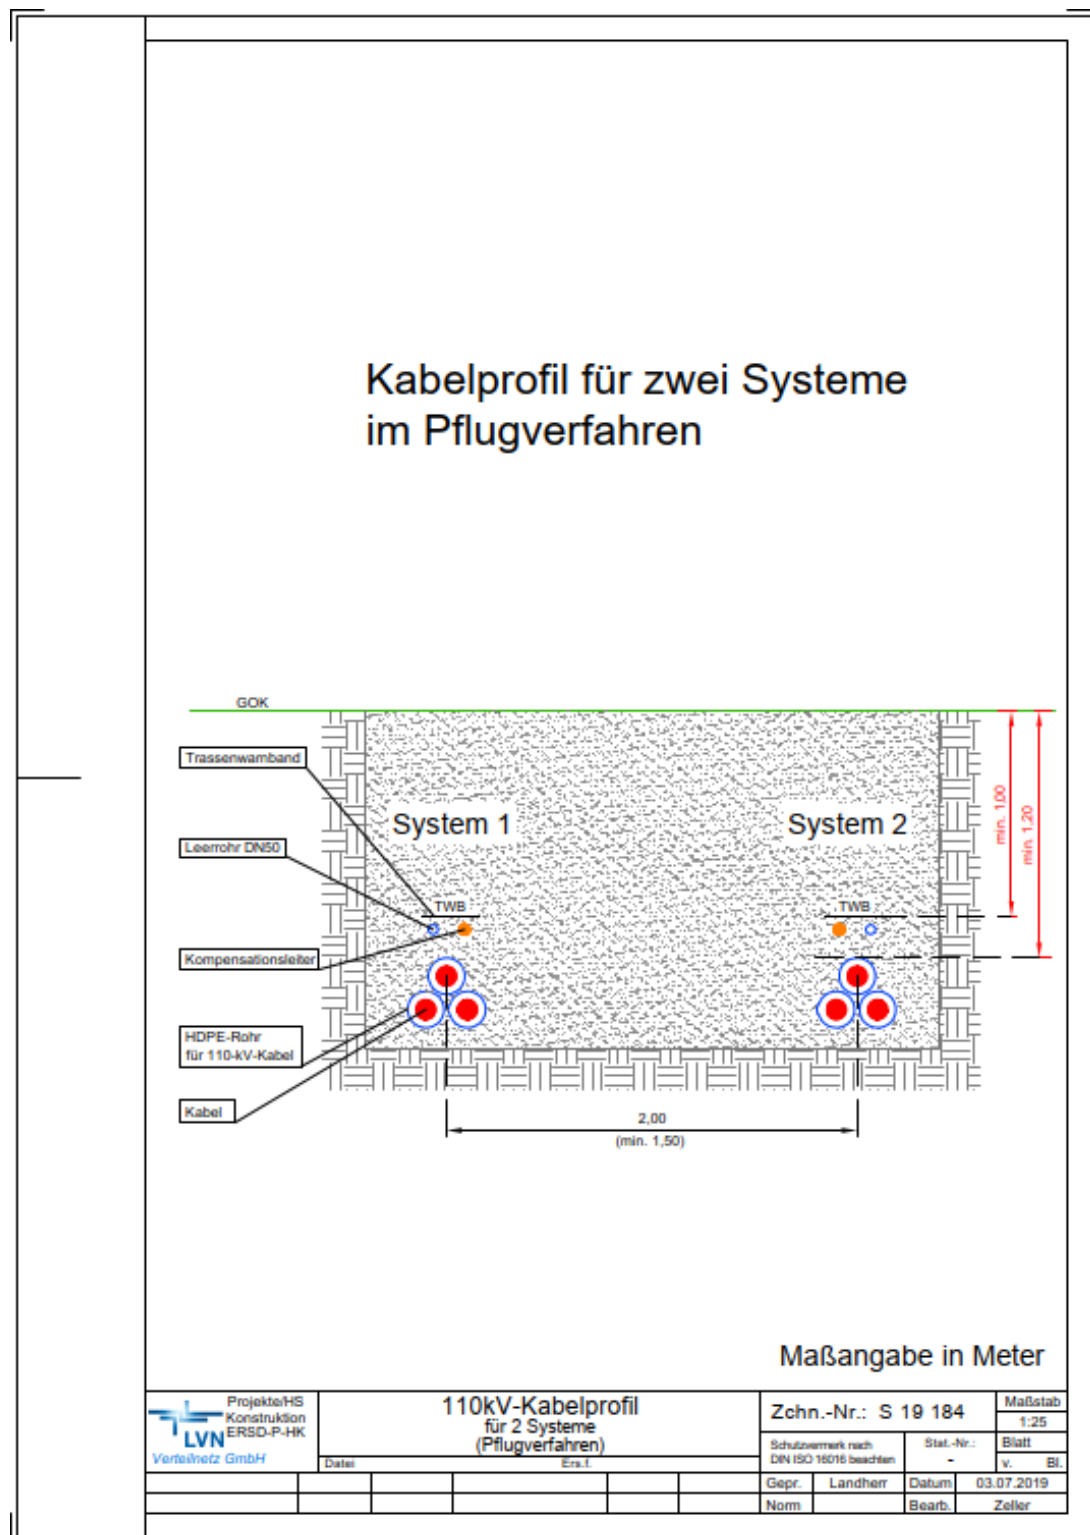 Kabelprofil für zwei Systeme
im Pflugverfahren
GOK
Trassenwarnband
System 1
System 2
min. 1,00
min. 1,20
Leerrohr DN50
TWB
TWB
Kompensationsleiter
HDPE-Rohr
für 110-kV-Kabel
Kabel
2,00
(min. 1,50)
Maßangabe in Meter
Projekte/HS
Konstruktion
ERSD-P-HK
LVN
Verteilnetz GmbH
110kV-Kabelprofil
für 2 Systeme
(Pflugverfahren)
Datei
Ers.f.
Zchn.-Nr.: S 19 184
Maßstab
1:25
Schutzvermerk nach
DIN ISO 16016 beachten
Stat.-Nr.:
-
Blatt
v. Bl.
Gepr. Landherr Datum 03.07.2019
Norm Bearb. Zeller